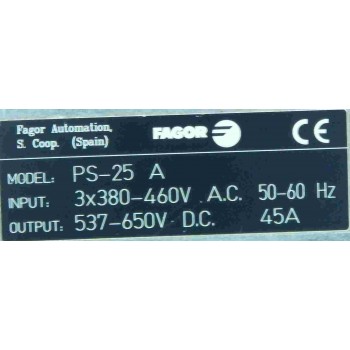 Fagor Automation,
S. Coop. (Spain)
FAGOR
CE
MODEL: PS-25 A
INPUT: 3x380-460V A.C. 50-60 Hz
OUTPUT: 537-650V D.C. 45A